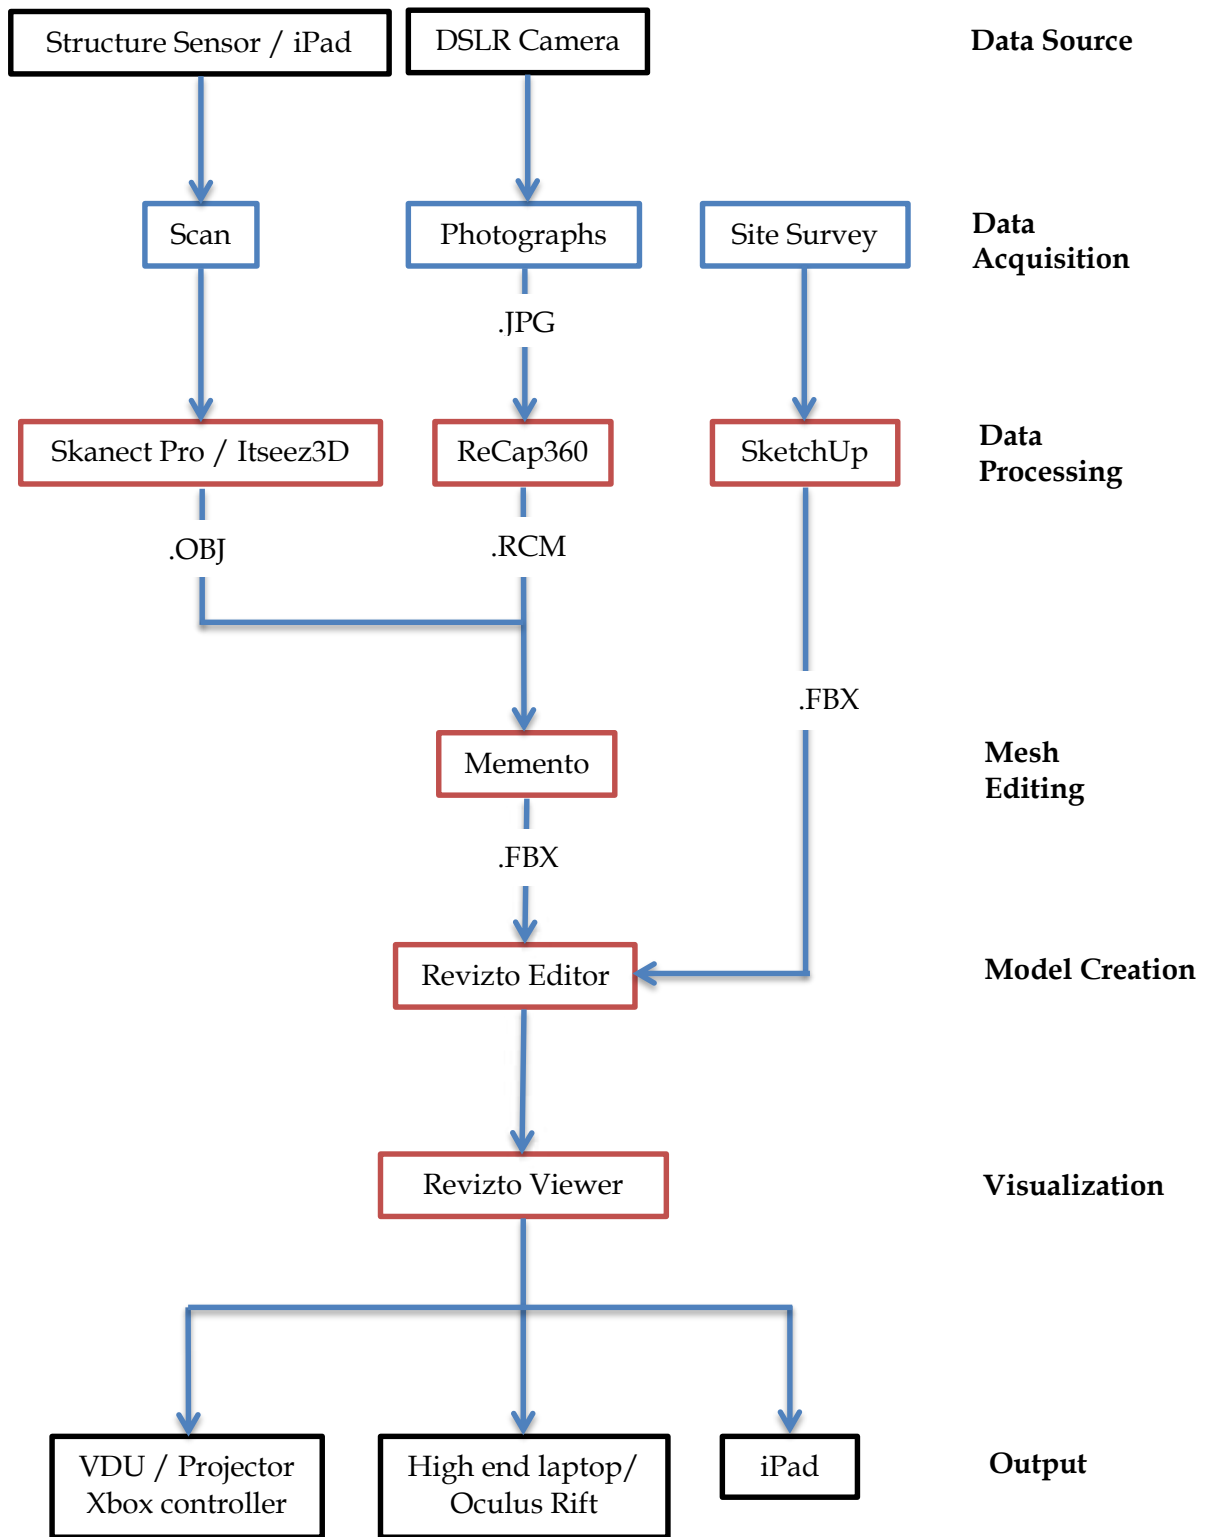 Structure Sensor / iPad
DSLR Camera
Data Source
Scan
Photographs
Site Survey
Data
Acquisition
.JPG
Skanect Pro / Itseez3D
ReCap360
SketchUp
Data
Processing
.OBJ
.RCM
.FBX
Memento
Mesh
Editing
.FBX
Revizto Editor
Model Creation
Revizto Viewer
Visualization
VDU / Projector
Xbox controller
High end laptop/
Oculus Rift
iPad
Output